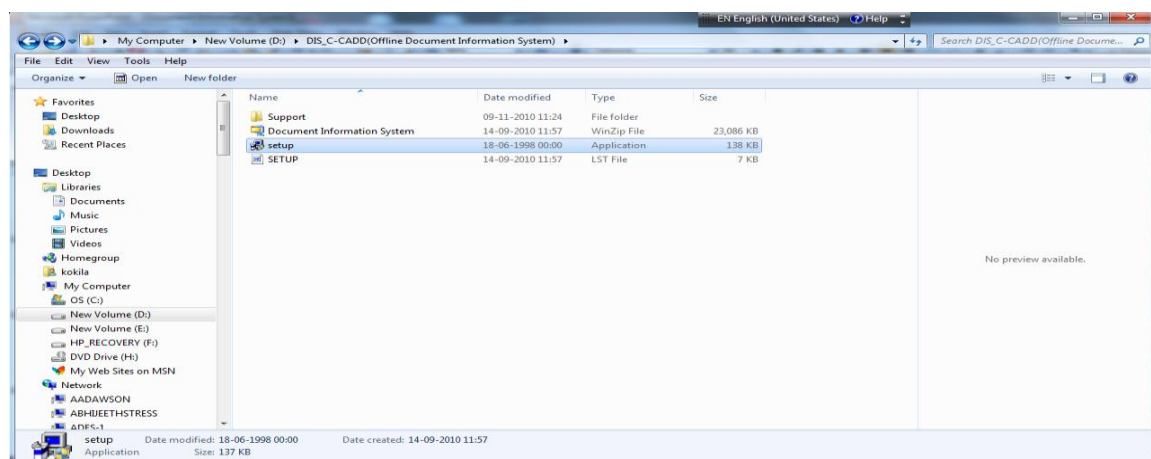 EN English (United States) Help
My Computer New Volume (D:) DIS_C-CADD(Offline Document Information System)
Search DIS_C-CADD(Offline Docume...
File Edit View Tools Help
Organize Open New folder
Favorites
Desktop
Downloads
Recent Places
Desktop
Libraries
Documents
Music
Pictures
Videos
Homegroup
kokila
My Computer
OS (C:)
New Volume (D:)
New Volume (E:)
HP_RECOVERY (F:)
DVD Drive (H:)
My Web Sites on MSN
Network
AADAWSON
ABHIJEETHSTRESS
ADES-1
Name Date modified Type Size
Support 09-11-2010 11:24 File folder
Document Information System 14-09-2010 11:57 WinZip File 23,086 KB
setup 18-06-1998 00:00 Application 138 KB
SETUP 14-09-2010 11:57 LST File 7 KB
No preview available.
setup Date modified: 18-06-1998 00:00 Date created: 14-09-2010 11:57
Application Size: 137 KB